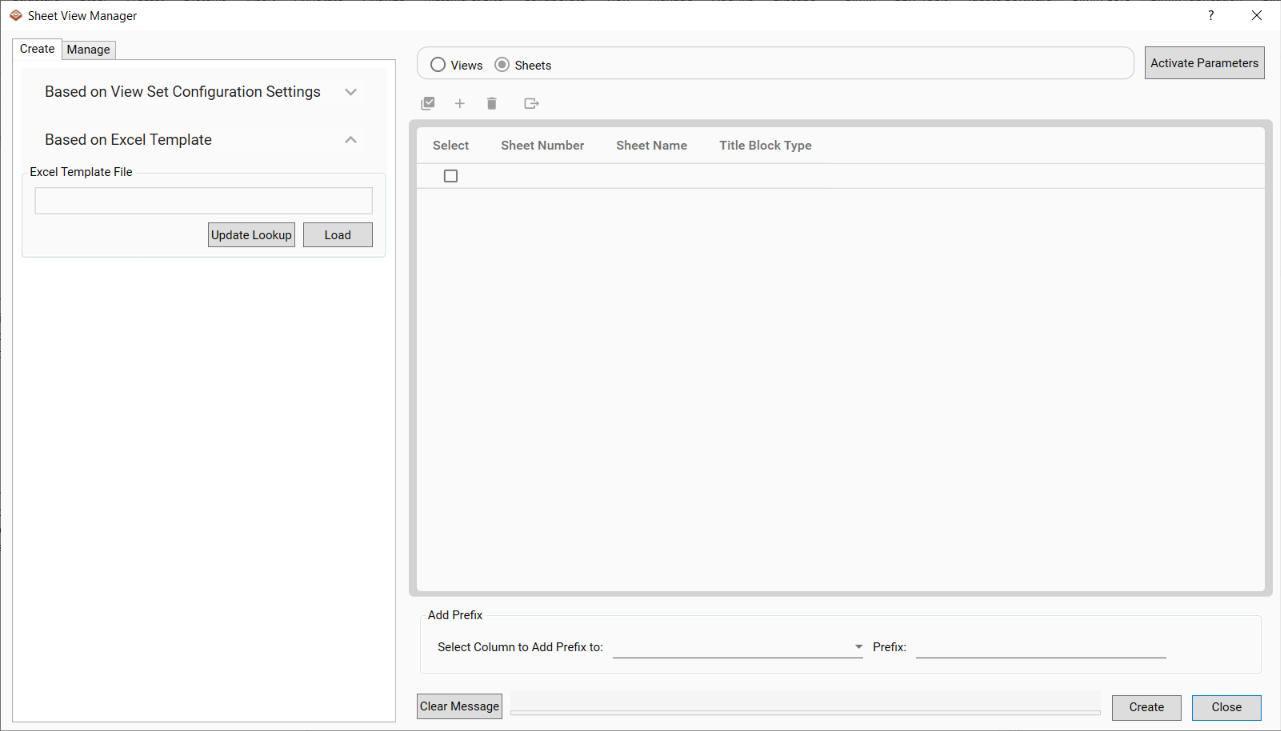 Sheet View Manager
?
Create Manage
Based on View Set Configuration Settings
Based on Excel Template
Excel Template File
Update Lookup Load
Views Sheets
Activate Parameters
Select Sheet Number Sheet Name Title Block Type
Add Prefix
Select Column to Add Prefix to: Prefix:
Clear Message
Create Close